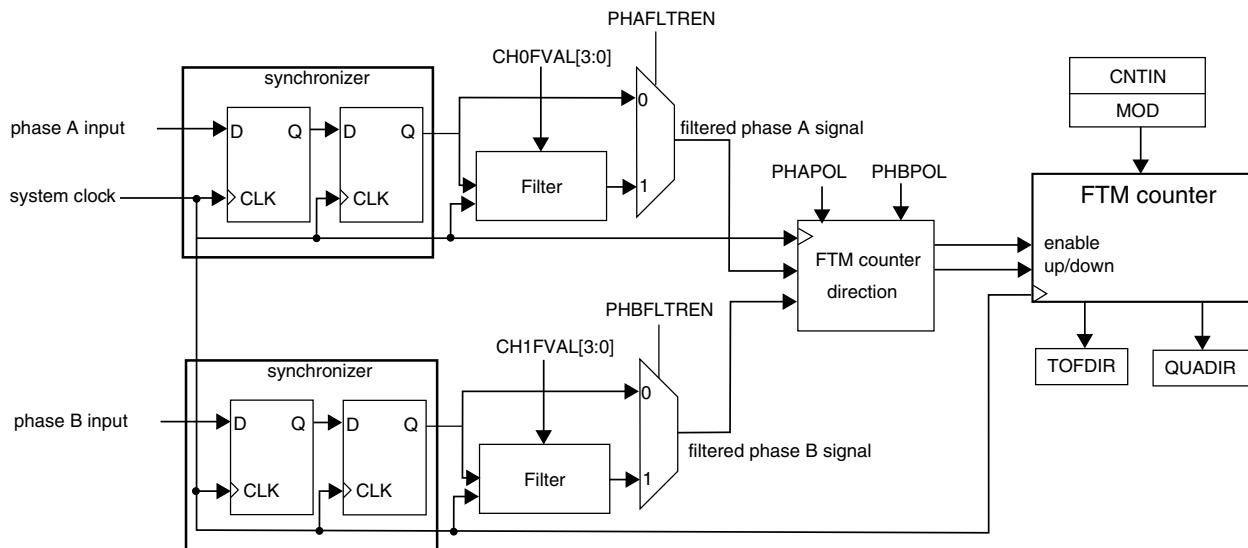 PHAFLTREN
CH0FVAL[3:0]
synchronizer
CNTIN
MOD
0
phase A input
D Q D Q
filtered phase A signal
Filter
1
PHAPOL PHBPOL
system clock
CLK CLK
FTM counter
enable
up/down
FTM counter
direction
PHBFLTREN
CH1FVAL[3:0]
synchronizer
TOFDIR QUADIR
0
phase B input
D Q D Q
filtered phase B signal
Filter
1
CLK CLK